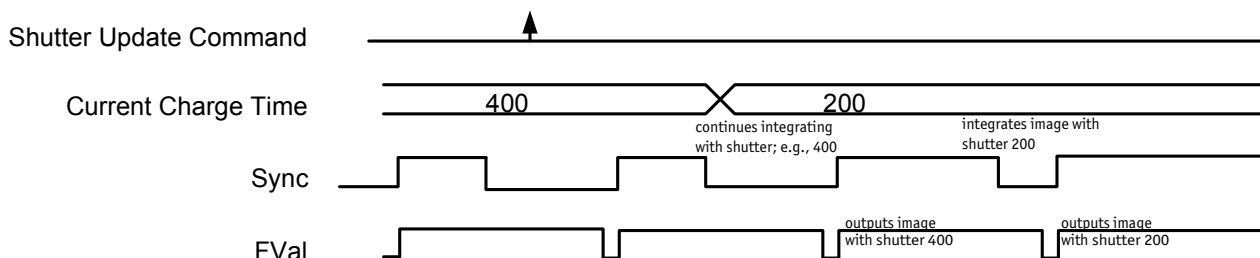 Shutter Update Command
Current Charge Time
400
200
continues integrating
with shutter; e.g., 400
integrates image with
shutter 200
Sync
outputs image
with shutter 400
outputs image
with shutter 200
FVal